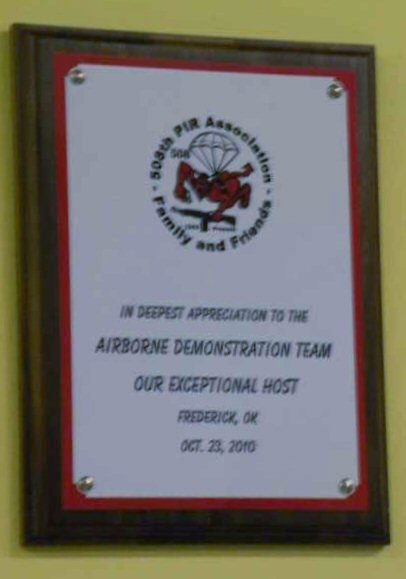 508th PIR Association -
Family and Friends -
508
IN DEEPEST APPRECIATION TO THE
AIRBORNE DEMONSTRATION TEAM
OUR EXCEPTIONAL HOST
FREDERICK, OK
OCT. 23, 2010